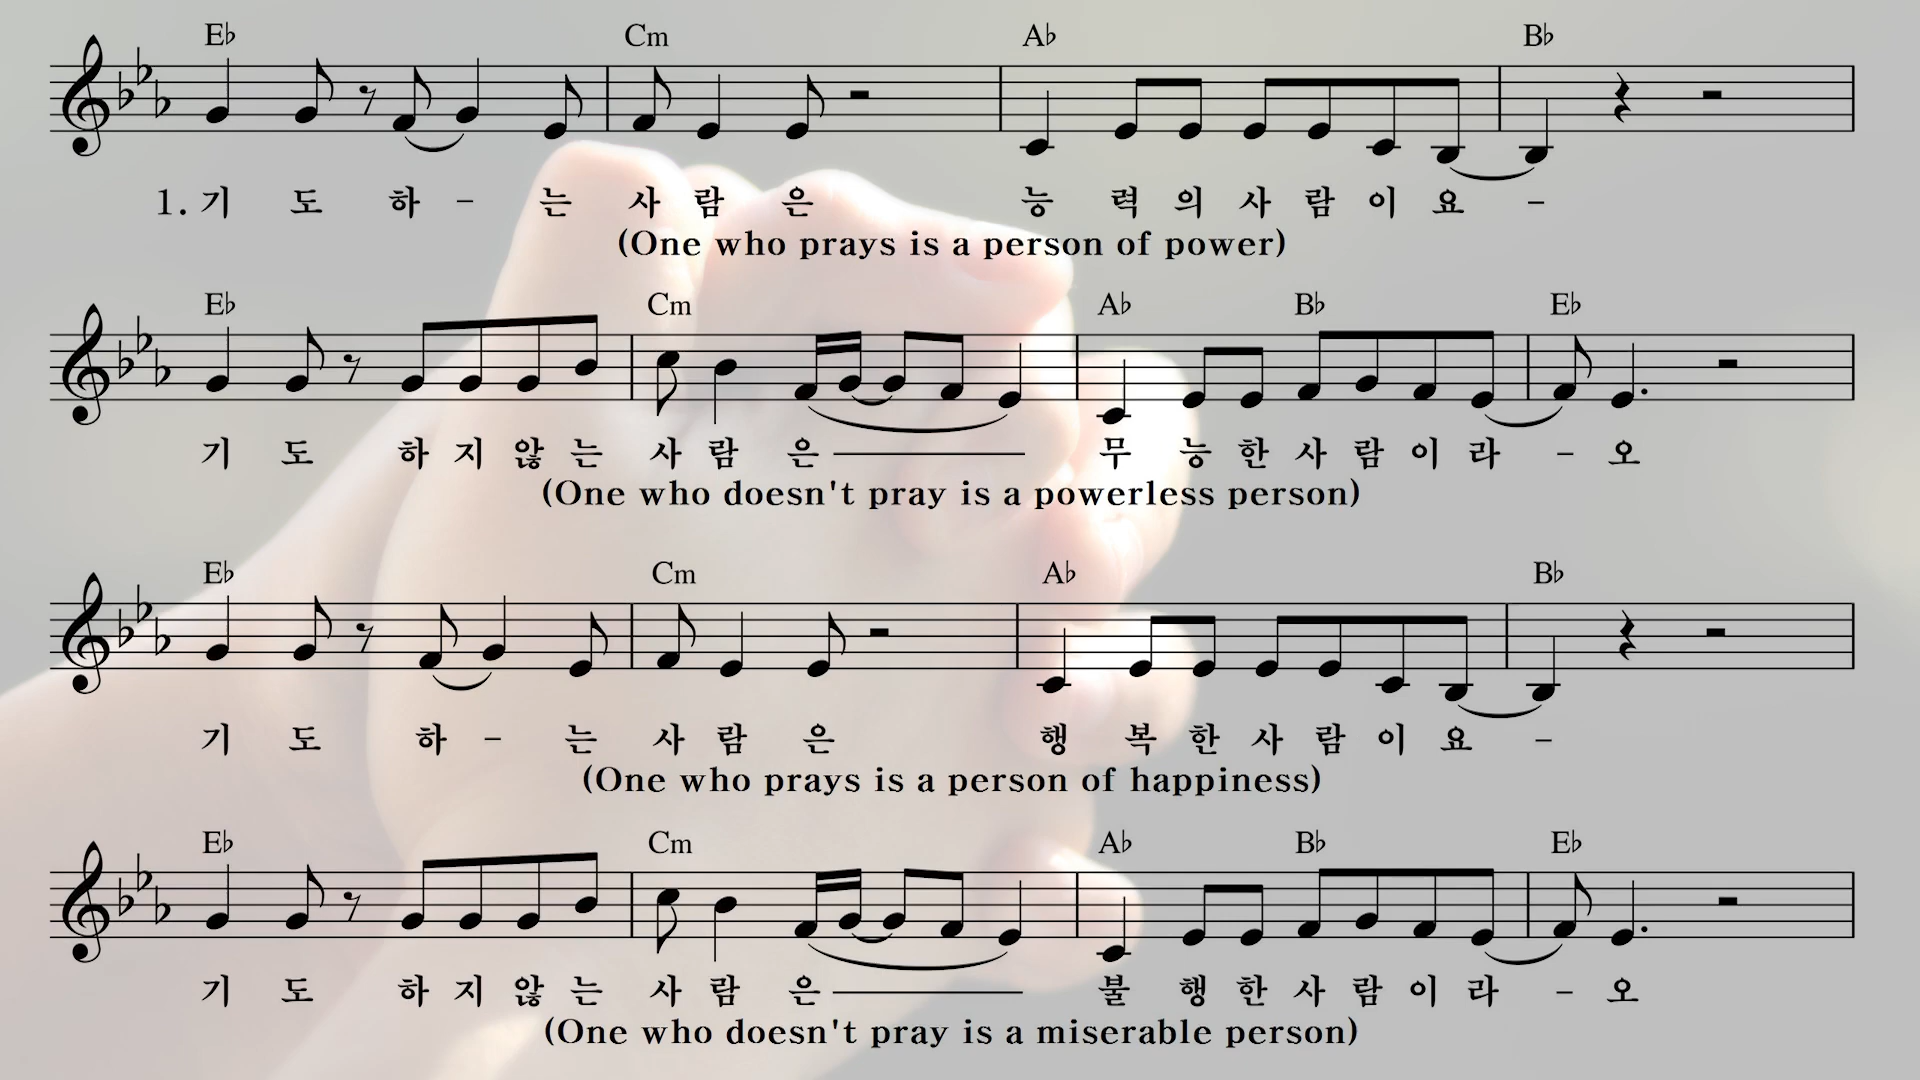 E♭ Cm A♭ B♭
1. 기 도 하 - 는 사 람 은 능 력 의 사 람 이 요 -
(One who prays is a person of power)
E♭ Cm A♭ B♭ E♭
기 도 하 지 않 는 사 람 은 무 능 한 사 람 이 라 - 오
(One who doesn't pray is a powerless person)
E♭ Cm A♭ B♭
기 도 하 - 는 사 람 은 행 복 한 사 람 이 요 -
(One who prays is a person of happiness)
E♭ Cm A♭ B♭ E♭
기 도 하 지 않 는 사 람 은 불 행 한 사 람 이 라 - 오
(One who doesn't pray is a miserable person)